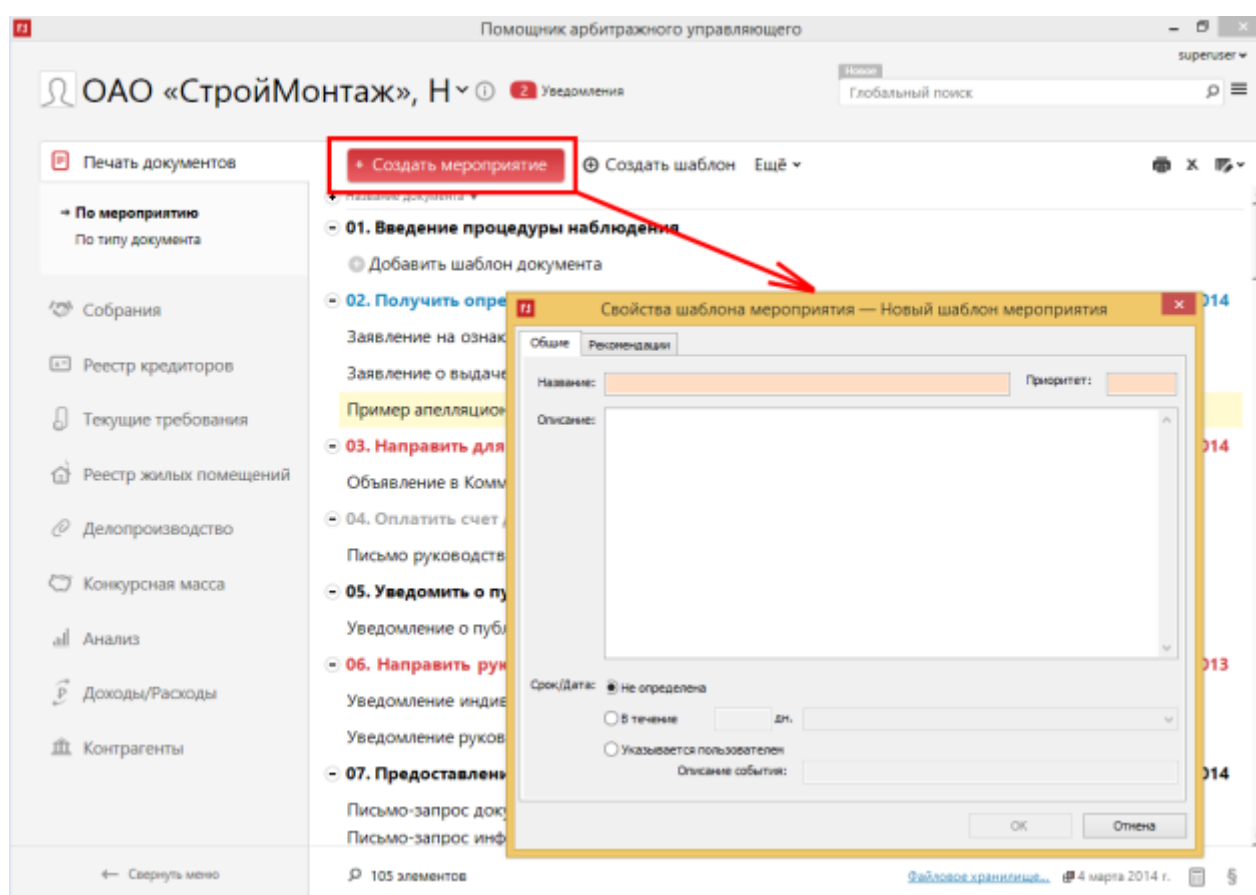 Помощник арбитражного управляющего
superuser
ОАО «СтройМонтаж», Н
2 Уведомления
Новое
Глобальный поиск
Печать документов
+ Создать мероприятие
Создать шаблон
Ещё
→ По мероприятию
По типу документа
Название документа
01. Введение процедуры наблюдения
Добавить шаблон документа
Собрания
Реестр кредиторов
Текущие требования
Реестр жилых помещений
Делопроизводство
Конкурсная масса
Анализ
Доходы/Расходы
Контрагенты
← Свернуть меню
02. Получить опре
014
Заявление на ознак
Заявление о выдаче
Пример апелляцион
03. Направить для
014
Объявление в Комм
04. Оплатить счет
Письмо руководств
05. Уведомить о пу
Уведомление о публ
06. Направить рук
013
Уведомление индив
Уведомление руков
07. Предоставлени
014
Письмо-запрос доку
Письмо-запрос инф
Свойства шаблона мероприятия — Новый шаблон мероприятия
Общие
Рекомендации
Название:
Приоритет:
Описание:
Срок/Дата:
Не определена
В течение
дн.
Указывается пользователем
Описание события:
ОК
Отмена
105 элементов
Файловое хранилище...
4 марта 2014 г.
§